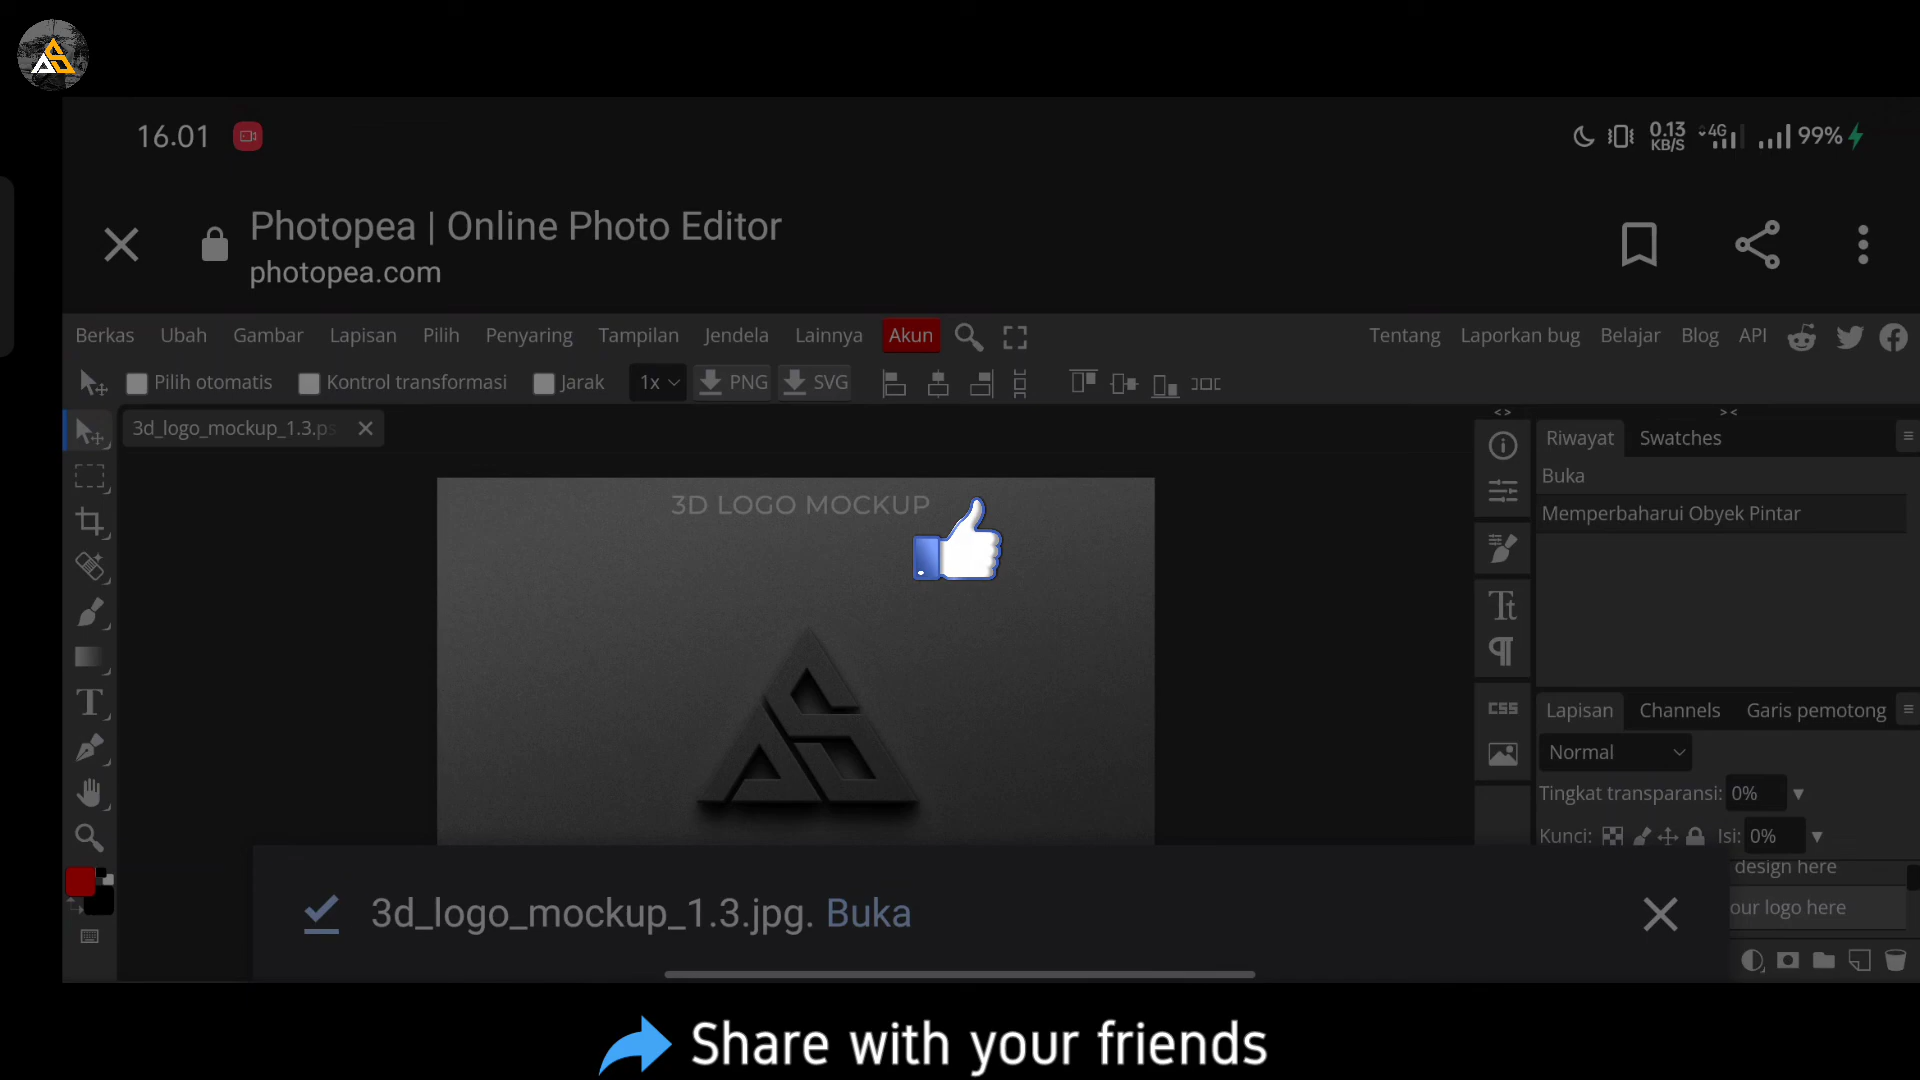 16.01
0.13 KB/S 4G 99%
Photopea | Online Photo Editor
photopea.com
Berkas Ubah Gambar Lapisan Pilih Penyaring Tampilan Jendela Lainnya Akun Tentang Laporkan bug Belajar Blog API
Pilih otomatis Kontrol transformasi Jarak 1x PNG SVG
3d_logo_mockup_1.3.ps
Riwayat Swatches
Buka
Memperbaharui Obyek Pintar
3D LOGO MOCKUP
CSS
Lapisan Channels Garis pemotong
Normal
Tingkat transparansi: 0%
Kunci: Isi: 0%
design here
our logo here
3d_logo_mockup_1.3.jpg. Buka
Share with your friends